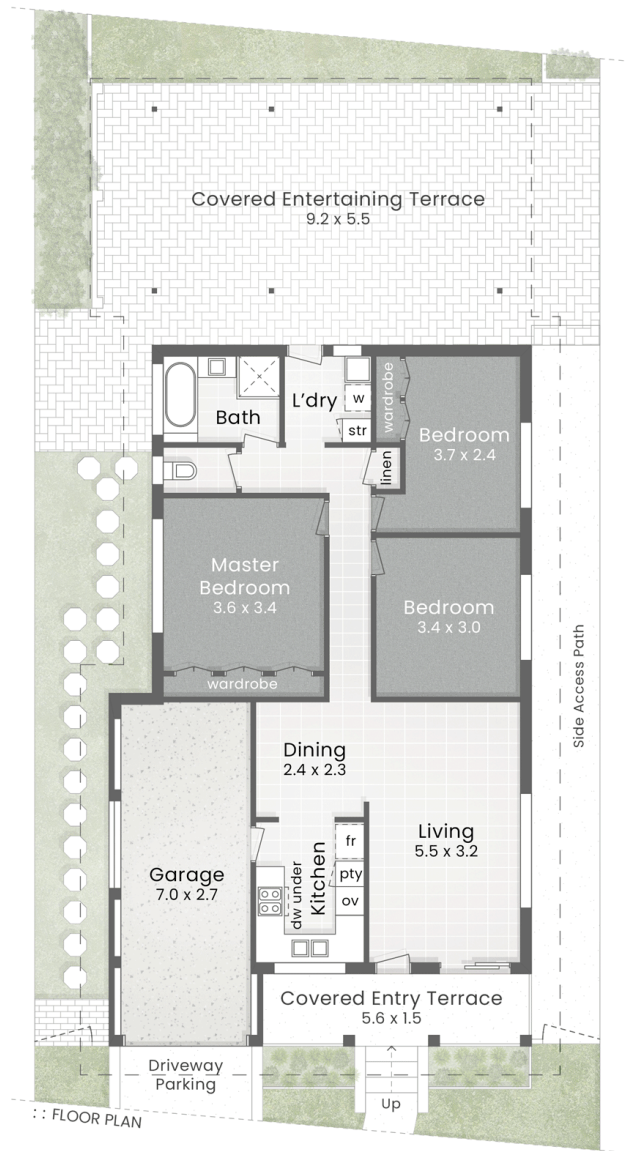 Covered Entertaining Terrace
9.2 x 5.5
Bath
L'dry
w
str
wardrobe
Bedroom
3.7 x 2.4
linen
Master
Bedroom
3.6 x 3.4
wardrobe
Bedroom
3.4 x 3.0
Side Access Path
Dining
2.4 x 2.3
Living
5.5 x 3.2
Garage
7.0 x 2.7
Kitchen
dw under
fr
pty
ov
Covered Entry Terrace
5.6 x 1.5
Driveway
Parking
Up
: : FLOOR PLAN